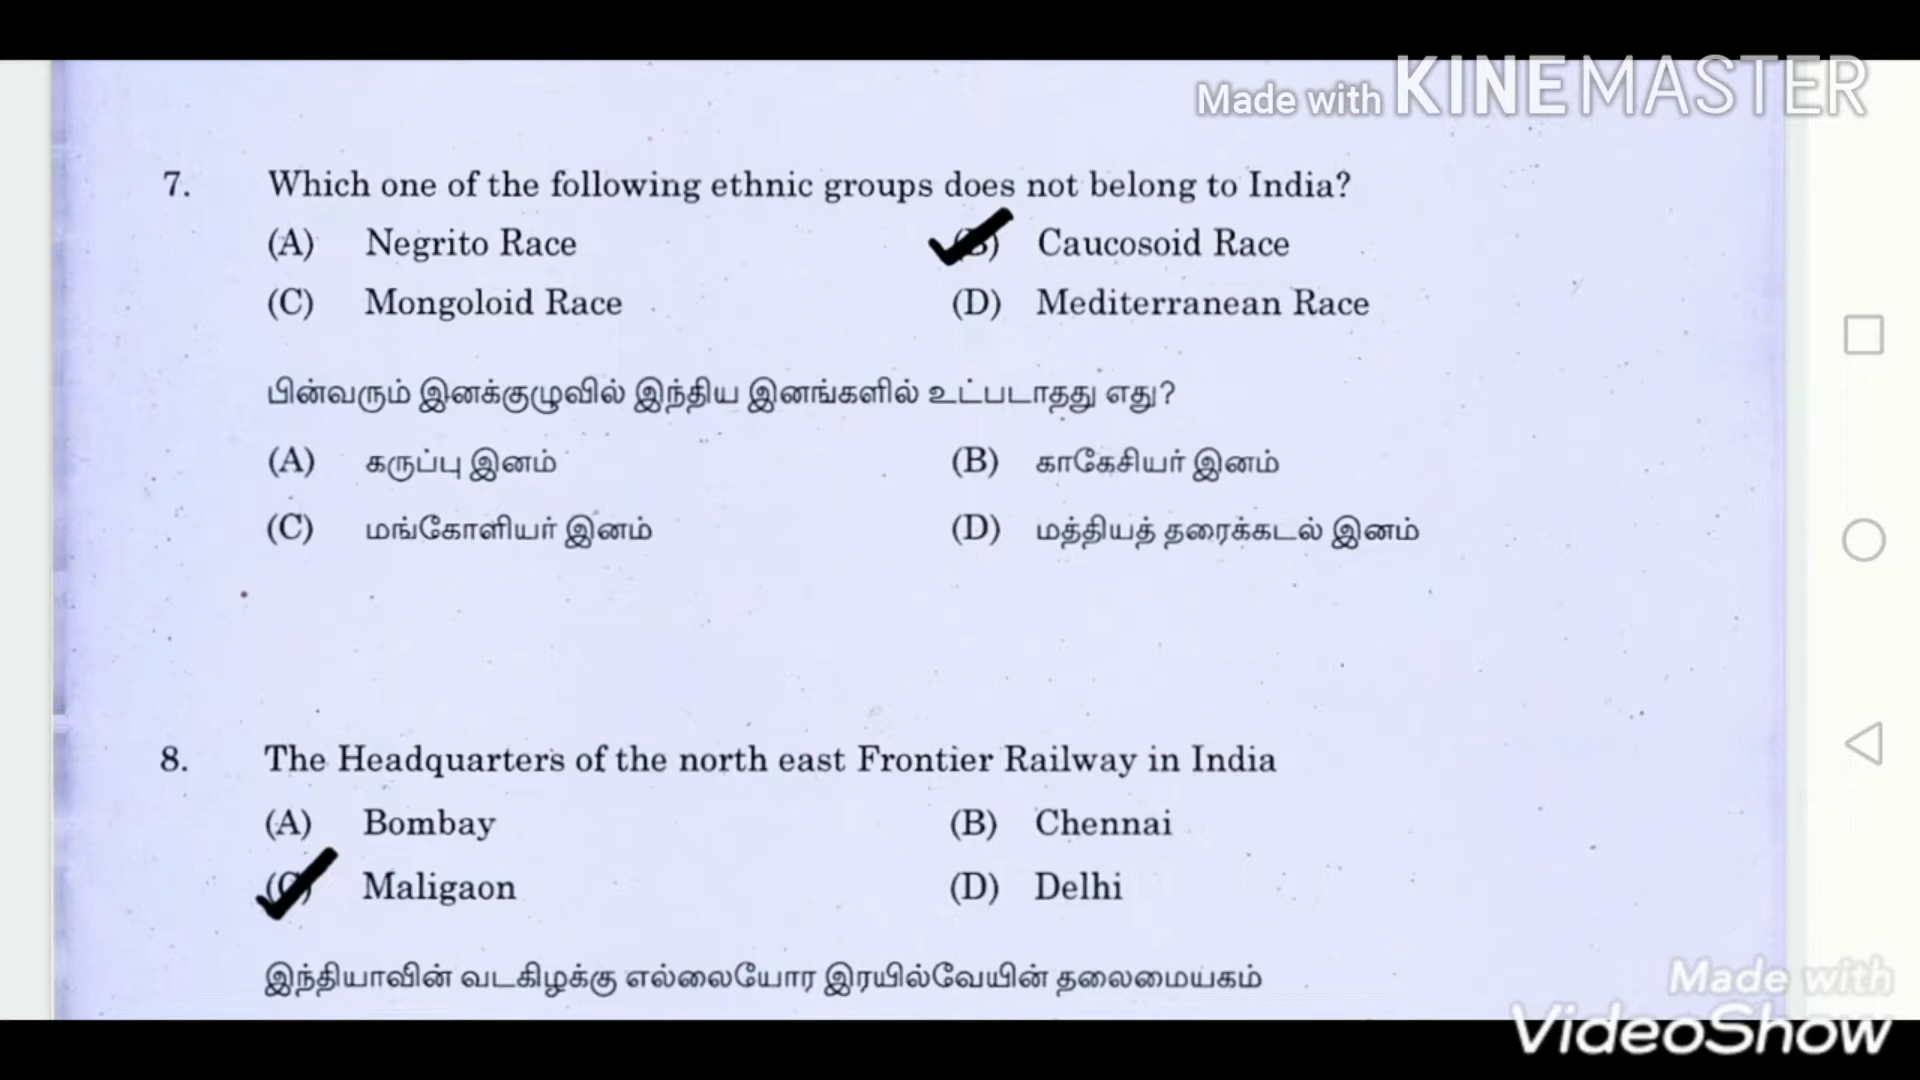 Made with KINEMASTER
7. Which one of the following ethnic groups does not belong to India?
(A) Negrito Race (B) Caucosoid Race
(C) Mongoloid Race (D) Mediterranean Race
பின்வரும் இனக்குழுவில் இந்திய இனங்களில் உட்படாதது எது?
(A) கருப்பு இனம் (B) காகேசியர் இனம்
(C) மங்கோளியர் இனம் (D) மத்தியத் தரைக்கடல் இனம்
8. The Headquarters of the north east Frontier Railway in India
(A) Bombay (B) Chennai
(C) Maligaon (D) Delhi
இந்தியாவின் வடகிழக்கு எல்லையோர இரயில்வேயின் தலைமையகம்
Made with
VideoShow